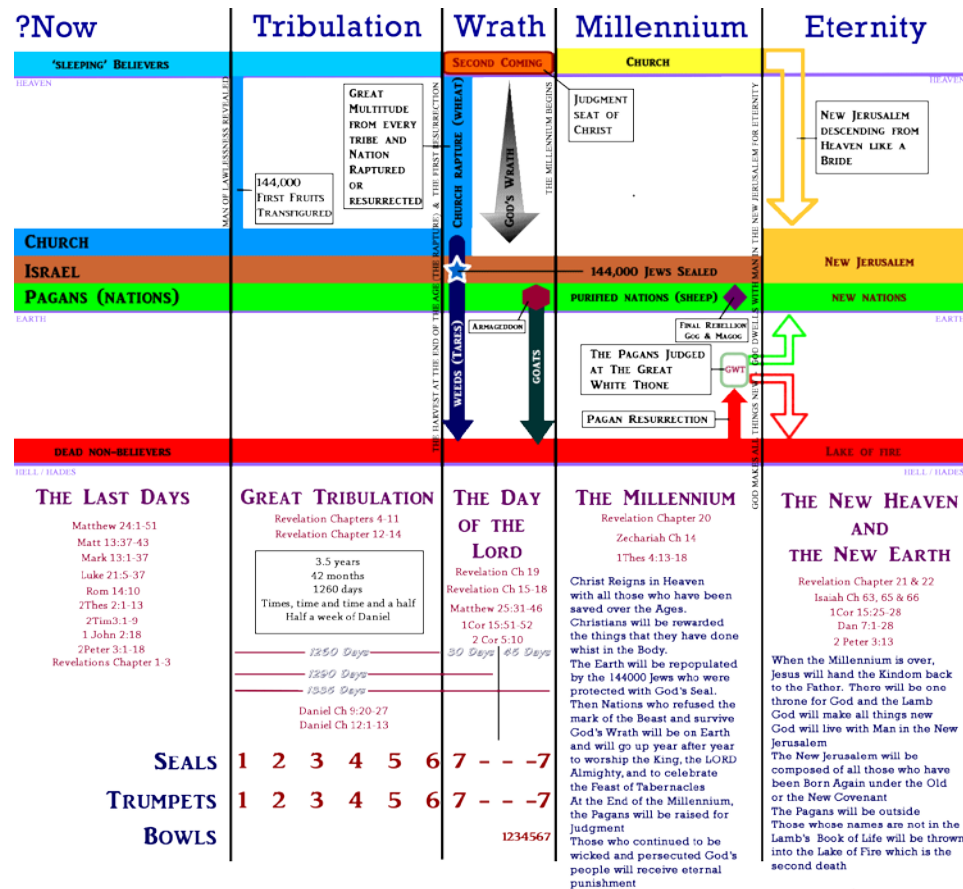 ?Now
Tribulation
Wrath
Millennium
Eternity
'SLEEPING' BELIEVERS
SECOND COMING
CHURCH
HEAVEN
HEAVEN
MAN OF LAWLESSNESS REVEALED
144,000
FIRST FRUITS
TRANSFIGURED
GREAT
MULTITUDE
FROM EVERY
TRIBE AND
NATION
RAPTURED
OR
RESURRECTED
THE HARVEST AT THE END OF THE AGE (THE RAPTURE) & THE FIRST RESURRECTION
CHURCH RAPTURE (WHEAT)
WEEDS (TARES)
GOD'S WRATH
THE MILLENNIUM BEGINS
JUDGMENT
SEAT OF
CHRIST
GOD MAKES ALL THINGS NEW - GOD DWELLS WITH MAN IN THE NEW JERUSALEM FOR ETERNITY
NEW JERUSALEM
DESCENDING FROM
HEAVEN LIKE A
BRIDE
CHURCH
ISRAEL
144,000 JEWS SEALED
NEW JERUSALEM
PAGANS (NATIONS)
PURIFIED NATIONS (SHEEP)
NEW NATIONS
EARTH
EARTH
ARMAGEDDON
GOATS
FINAL REBELLION
GOG & MAGOG
THE PAGANS JUDGED
AT THE GREAT
WHITE THONE
GWT
PAGAN RESURRECTION
DEAD NON-BELIEVERS
LAKE OF FIRE
HELL / HADES
HELL / HADES
THE LAST DAYS
Matthew 24:1-51
Matt 13:37-43
Mark 13:1-37
Luke 21:5-37
Rom 14:10
2Thes 2:1-13
2Tim3.1-9
1 John 2:18
2Peter 3:1-18
Revelations Chapter 1-3
GREAT TRIBULATION
Revelation Chapters 4-11
Revelation Chapter 12-14
3.5 years
42 months
1260 days
Times, time and time and a half
Half a week of Daniel
1260 Days
30 Days
45 Days
1290 Days
1335 Days
Daniel Ch 9:20-27
Daniel Ch 12:1-13
THE DAY
OF THE
LORD
Revelation Ch 19
Revelation Ch 15-18
Matthew 25:31-46
1Cor 15:51-52
2 Cor 5:10
THE MILLENNIUM
Revelation Chapter 20
Zechariah Ch 14
1Thes 4:13-18
Christ Reigns in Heaven
with all those who have been
saved over the Ages.
Christians will be rewarded
the things that they have done
whist in the Body.
The Earth will be repopulated
by the 144000 Jews who were
protected with God's Seal.
Then Nations who refused the
mark of the Beast and survive
God's Wrath will be on Earth
and will go up year after year
to worship the King, the LORD
Almighty, and to celebrate
the Feast of Tabernacles
At the End of the Millennium,
the Pagans will be raised for
Judgment
Those who continued to be
wicked and persecuted God's
people will receive eternal
punishment
THE NEW HEAVEN
AND
THE NEW EARTH
Revelation Chapter 21 & 22
Isaiah Ch 63, 65 & 66
1Cor 15:25-28
Dan 7:1-28
2 Peter 3:13
When the Millennium is over,
Jesus will hand the Kindom back
to the Father. There will be one
throne for God and the Lamb
God will make all things new
God will live with Man in the New
Jerusalem
The New Jerusalem will be
composed of all those who have
been Born Again under the Old
or the New Covenant
The Pagans will be outside
Those whose names are not in the
Lamb's Book of Life will be thrown
into the Lake of Fire which is the
second death
SEALS 1 2 3 4 5 6 7 - - -7
TRUMPETS 1 2 3 4 5 6 7 - - -7
BOWLS 1234567